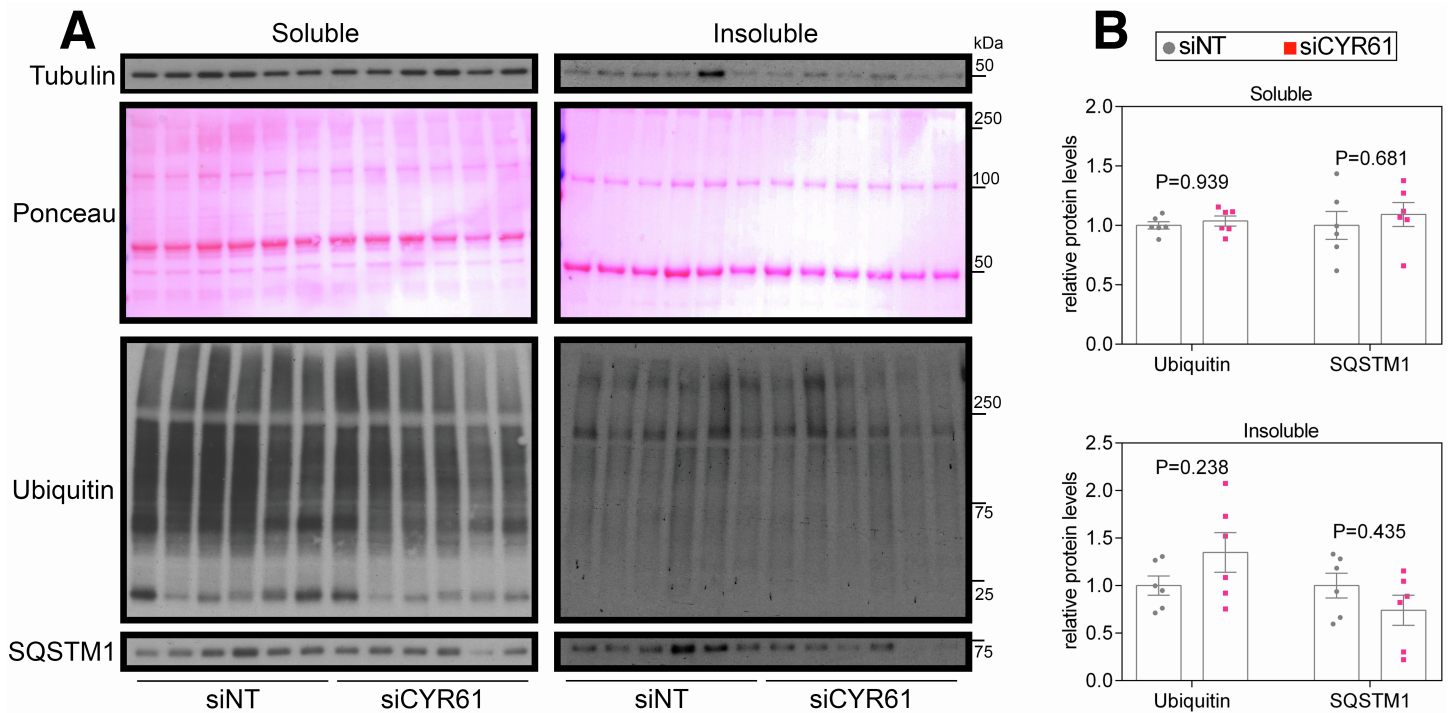 A
Soluble
Insoluble
kDa
Tubulin
50
Ponceau
250
100
50
Ubiquitin
250
75
25
SQSTM1
75
siNT
siCYR61
siNT
siCYR61
B
siNT
siCYR61
Soluble
relative protein levels
2.0
1.5
1.0
0.5
0.0
P=0.939
P=0.681
Ubiquitin
SQSTM1
Insoluble
relative protein levels
2.5
2.0
1.5
1.0
0.5
0.0
P=0.238
P=0.435
Ubiquitin
SQSTM1